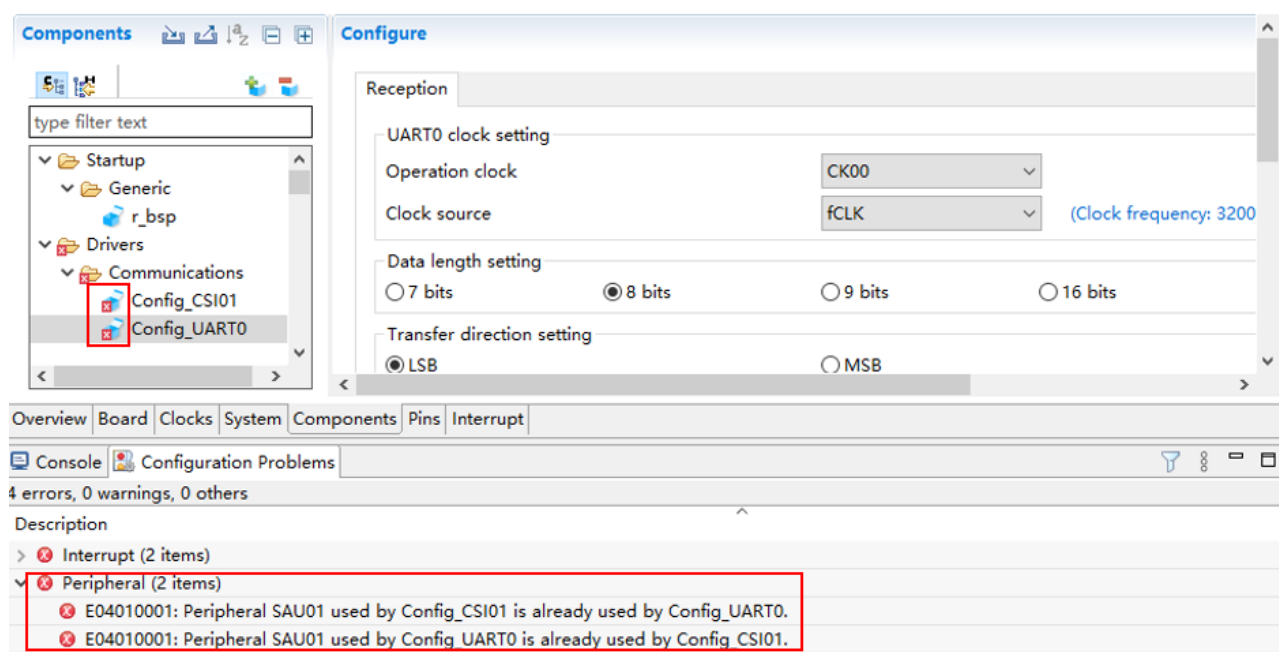 Components Configure
Reception
type filter text
UART0 clock setting
Startup
Operation clock CK00
Generic
r_bsp
Clock source fCLK (Clock frequency: 3200
Drivers
Data length setting
Communications
7 bits 8 bits 9 bits 16 bits
Config_CSI01
Config_UART0
Transfer direction setting
LSB MSB
Overview Board Clocks System Components Pins Interrupt
Console Configuration Problems
4 errors, 0 warnings, 0 others
Description
Interrupt (2 items)
Peripheral (2 items)
E04010001: Peripheral SAU01 used by Config_CSI01 is already used by Config_UART0.
E04010001: Peripheral SAU01 used by Config_UART0 is already used by Config_CSI01.